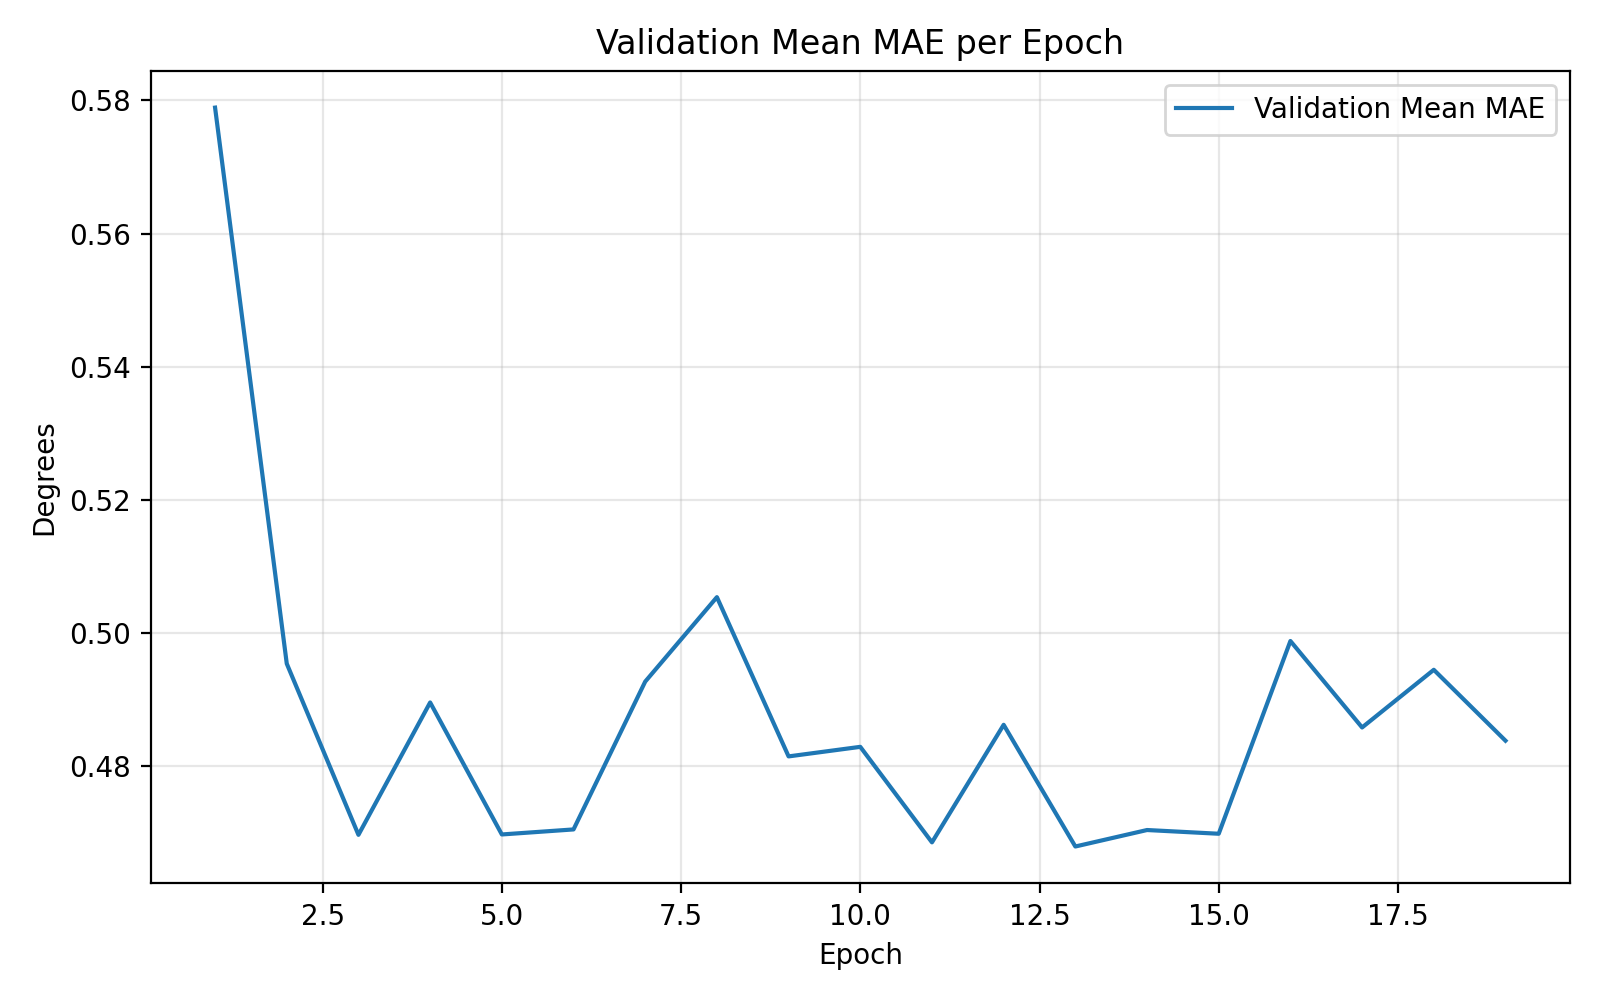 Validation Mean MAE per Epoch
Validation Mean MAE
0.58
0.56
0.54
0.52
0.50
0.48
Degrees
2.5 5.0 7.5 10.0 12.5 15.0 17.5
Epoch